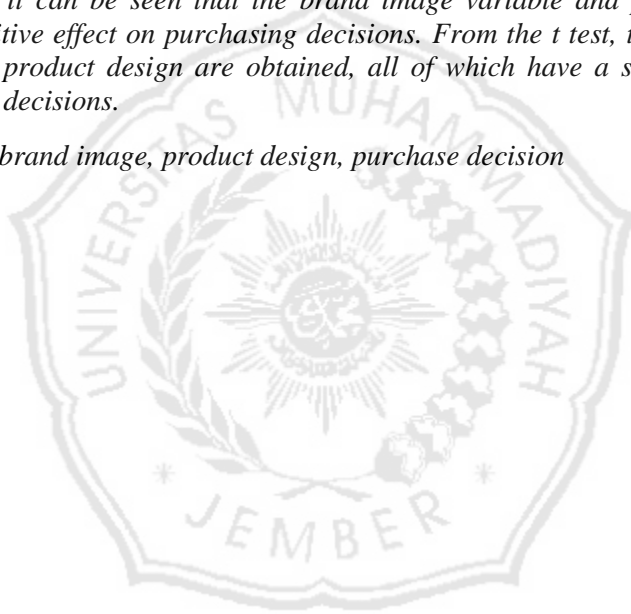 it can be seen that the brand image variable and p
itive effect on purchasing decisions. From the t test, t
product design are obtained, all of which have a s
decisions.
brand image, product design, purchase decision
UNIVERSITAS MUHAMMADIYAH
* JEMBER *